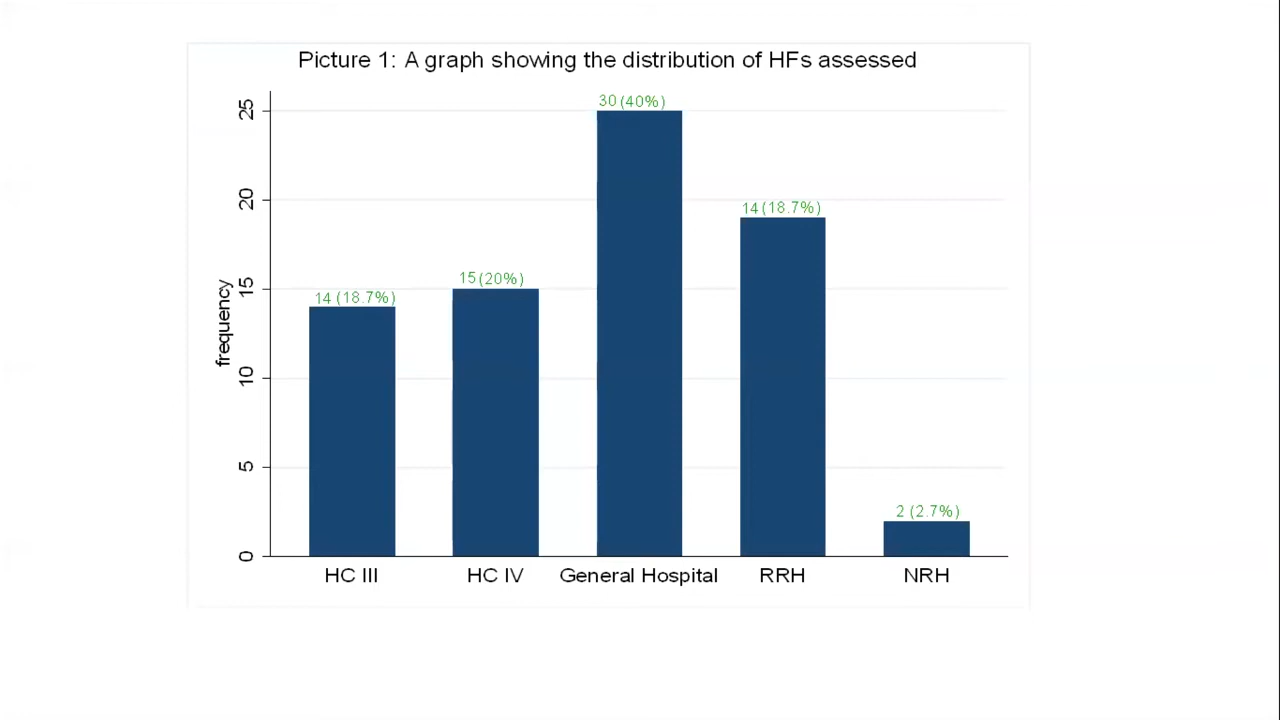 Picture 1: A graph showing the distribution of HFs assessed
frequency
25
20
15
10
5
0
14 (18.7%)
15 (20%)
30 (40%)
14 (18.7%)
2 (2.7%)
HC III
HC IV
General Hospital
RRH
NRH